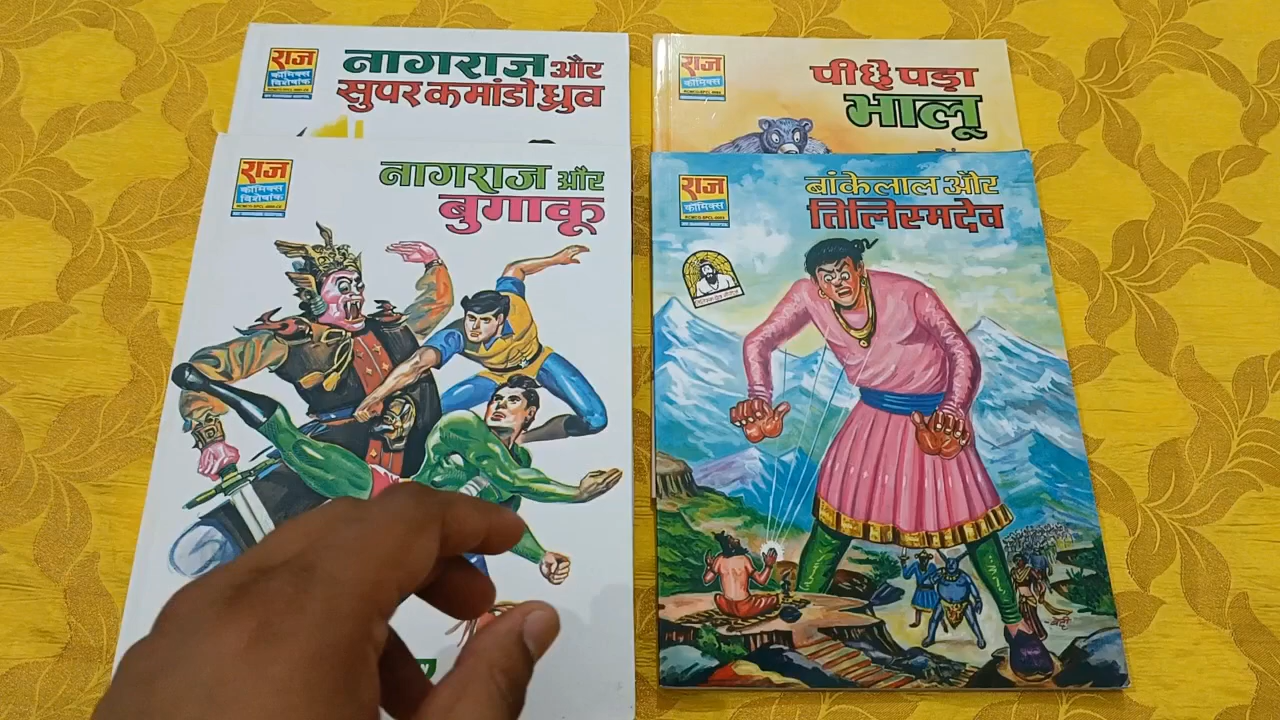 राज
कॉमिक्स
विशेषांक
नागराज और
सुपर कमांडो ध्रुव
राज
कॉमिक्स
पीछे पड़ा
भालू
राज
कॉमिक्स
विशेषांक
नागराज और
बुगाकू
राज
कॉमिक्स
बांकेलाल और
तिलिस्मदेव
बेदी